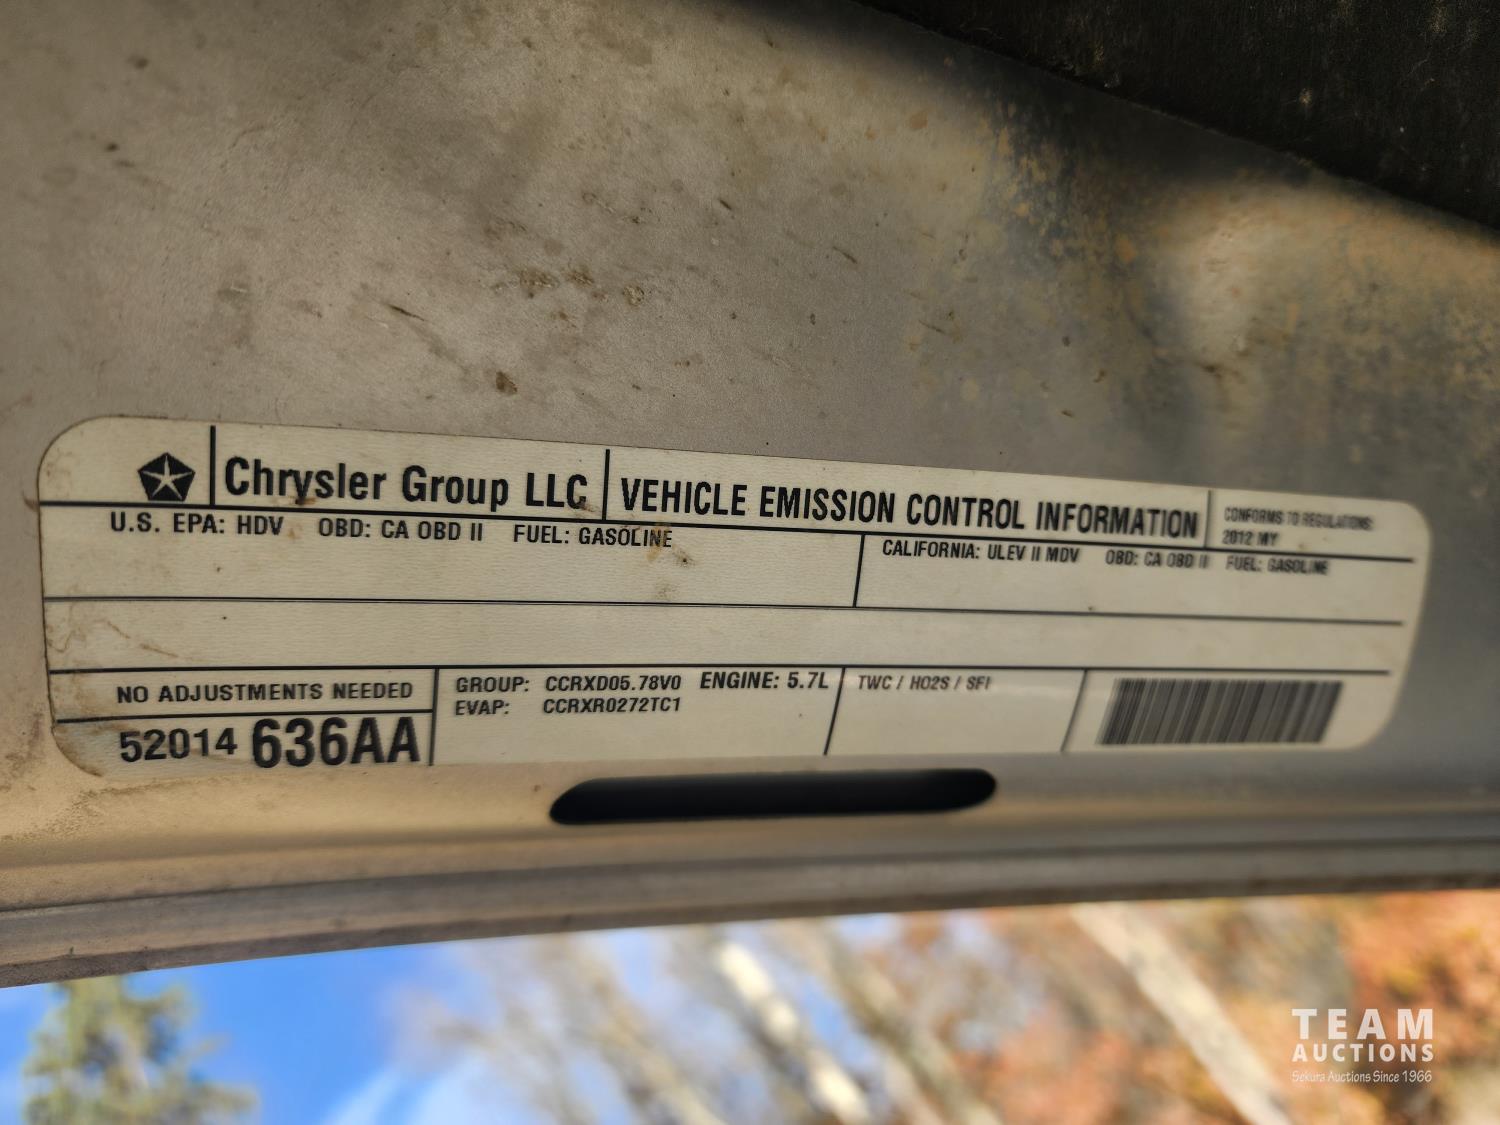 Chrysler Group LLC VEHICLE EMISSION CONTROL INFORMATION
CONFORMS TO REGULATIONS:
2012 MY
U.S. EPA: HDV OBD: CA OBD II FUEL: GASOLINE
CALIFORNIA: ULEV II MDV OBD: CA OBD II FUEL: GASOLINE
NO ADJUSTMENTS NEEDED
52014 636AA
GROUP: CCRXD05.78V0 ENGINE: 5.7L
EVAP: CCRXR0272TC1
TWC / HO2S / SFI
TEAM
AUCTIONS
Sekura Auctions Since 1966